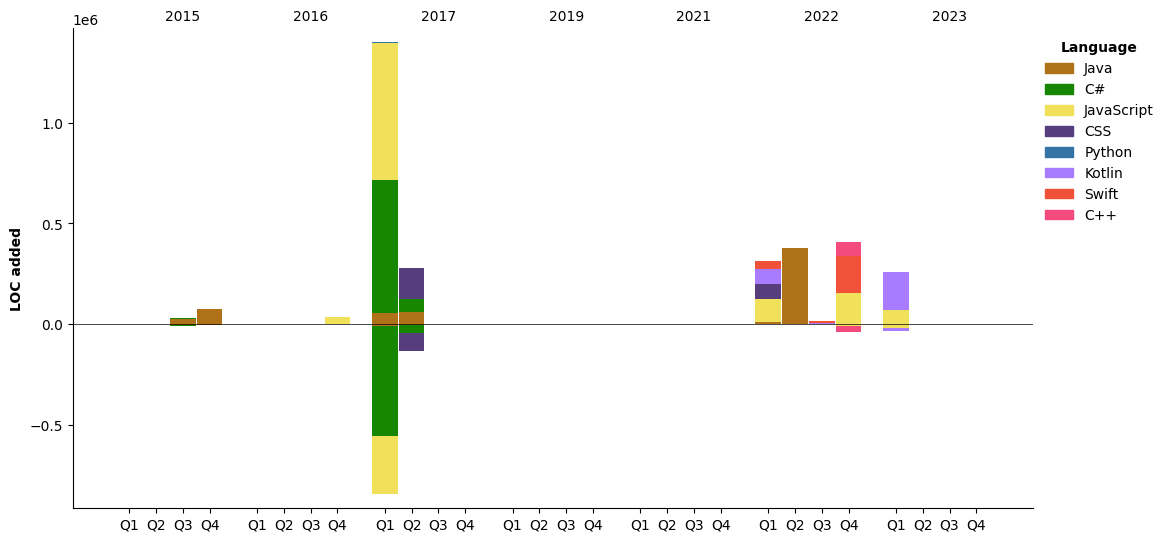 1e6
2015 2016 2017 2019 2021 2022 2023
Language
Java
C#
JavaScript
CSS
Python
Kotlin
Swift
C++
LOC added
1.0
0.5
0.0
−0.5
Q1 Q2 Q3 Q4 Q1 Q2 Q3 Q4 Q1 Q2 Q3 Q4 Q1 Q2 Q3 Q4 Q1 Q2 Q3 Q4 Q1 Q2 Q3 Q4 Q1 Q2 Q3 Q4